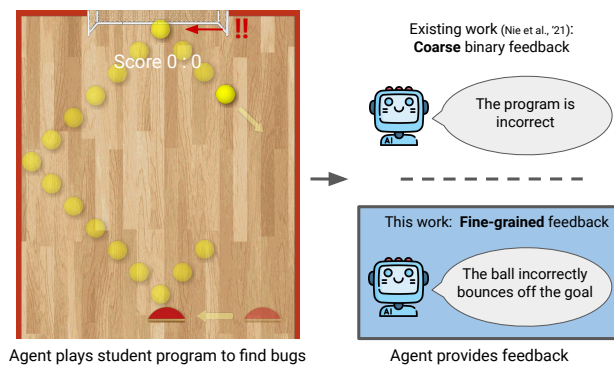 !!
Score 0 : 0
Agent plays student program to find bugs
Existing work (Nie et al., '21):
Coarse binary feedback
The program is
incorrect
AI
This work: Fine-grained feedback
The ball incorrectly
bounces off the goal
AI
Agent provides feedback